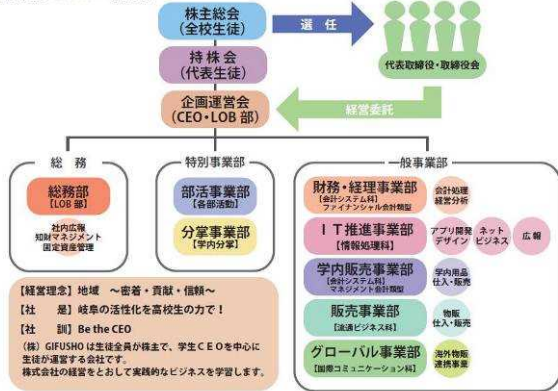 株主総会
(全校生徒)
選 任
代表取締役・取締役会
持 株 会
(代表生徒)
企画運営会
(CEO・LOB 部)
経営委託
総 務
総務部
【LOB 部】
社内広報
知財マネジメント
固定資産管理
特別事業部
部活事業部
【各部活動】
分掌事業部
【学内分掌】
一般事業部
財務・経理事業部
【会計システム科】
ファイナンシャル会計類型
会計処理
経営分析
IT推進事業部
【情報処理科】
アプリ開発
デザイン
ネット
ビジネス
広 報
学内販売事業部
【会計システム科】
マネジメント会計類型
学内用品
仕入・販売
販売事業部
【流通ビジネス科】
物販
仕入・販売
グローバル事業部
【国際コミュニケーション科】
海外物販
連携事業
【経営理念】地域 ～密着・貢献・信頼～
【社 是】岐阜の活性化を高校生の力で！
【社 訓】Be the CEO
(株) GIFUSHO は生徒全員が株主で、学生CEOを中心に
生徒が運営する会社です。
株式会社の経営をとおして実践的なビジネスを学習します。